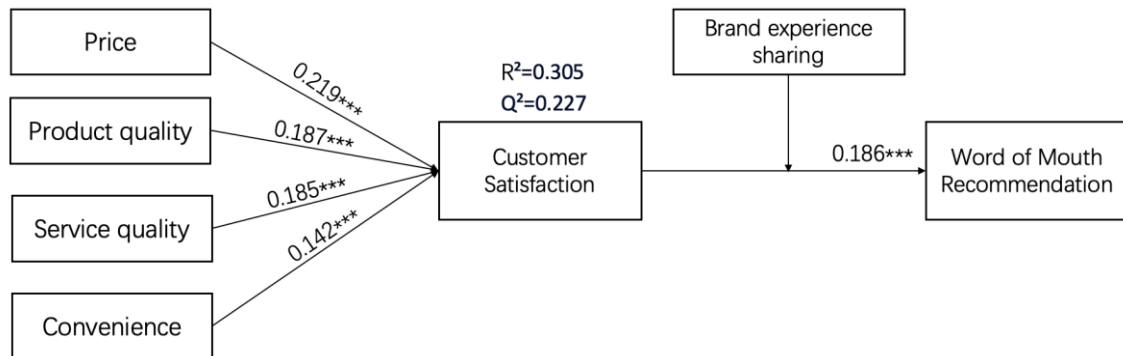 Price
Product quality
Service quality
Convenience
0.219***
0.187***
0.185***
0.142***
R²=0.305
Q²=0.227
Customer
Satisfaction
Brand experience
sharing
0.186***
Word of Mouth
Recommendation